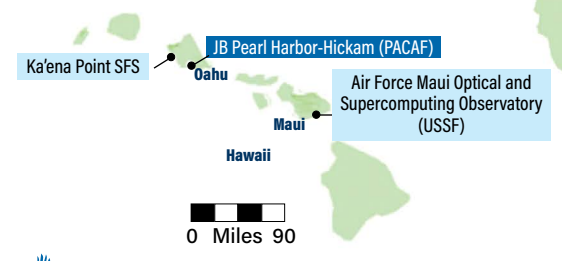 JB Pearl Harbor-Hickam (PACAF)
Ka’ena Point SFS
Oahu
Air Force Maui Optical and
Supercomputing Observatory
(USSF)
Maui
Hawaii
0 Miles 90